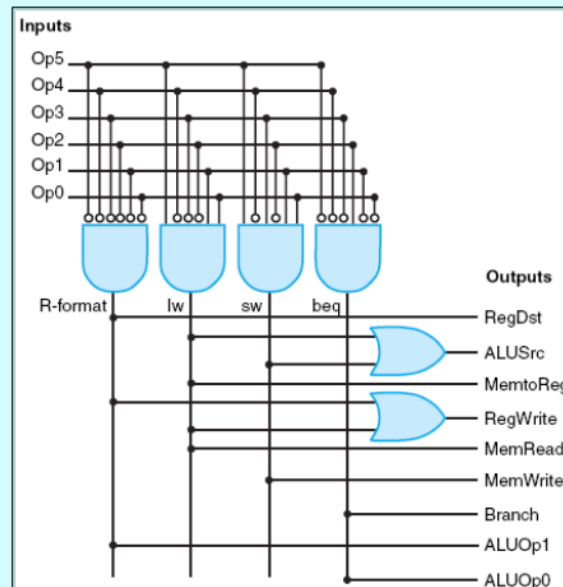 Inputs
Op5
Op4
Op3
Op2
Op1
Op0
R-format lw sw beq
Outputs
RegDst
ALUSrc
MemtoReg
RegWrite
MemRead
MemWrite
Branch
ALUOp1
ALUOp0